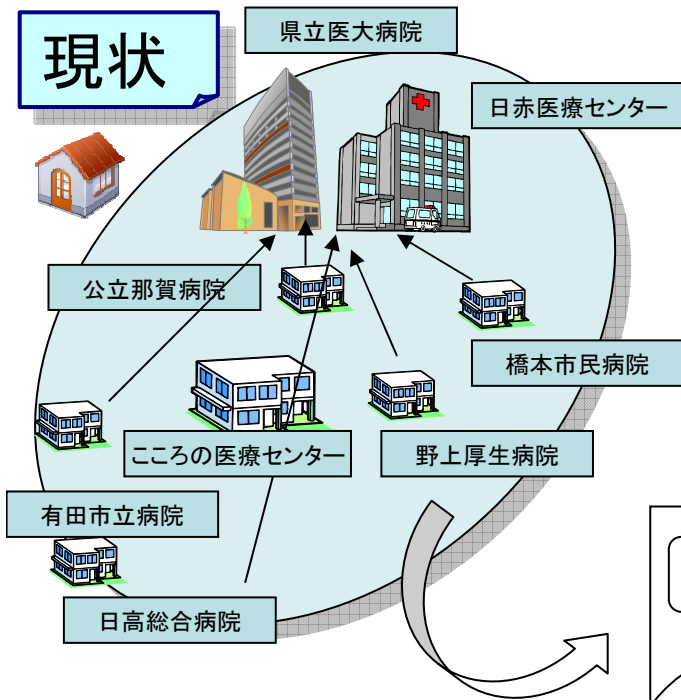 県立医大病院
現状
日赤医療センター
公立那賀病院
橋本市民病院
こころの医療センター
野上厚生病院
有田市立病院
日高総合病院